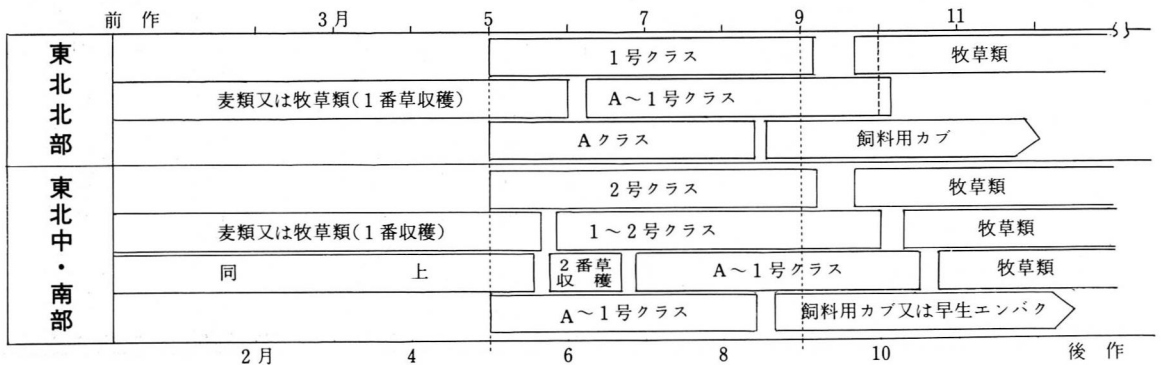 前 作 3月 5 7 9 11
東北北部
1号クラス 牧草類
麦類又は牧草類(1番草収穫) A～1号クラス
Aクラス 飼料用カブ
東北中・南部
2号クラス 牧草類
麦類又は牧草類(1番収穫) 1～2号クラス 牧草類
同 上 2番草収穫 A～1号クラス 牧草類
A～1号クラス 飼料用カブ又は早生エンバク
2月 4 6 8 10 後 作